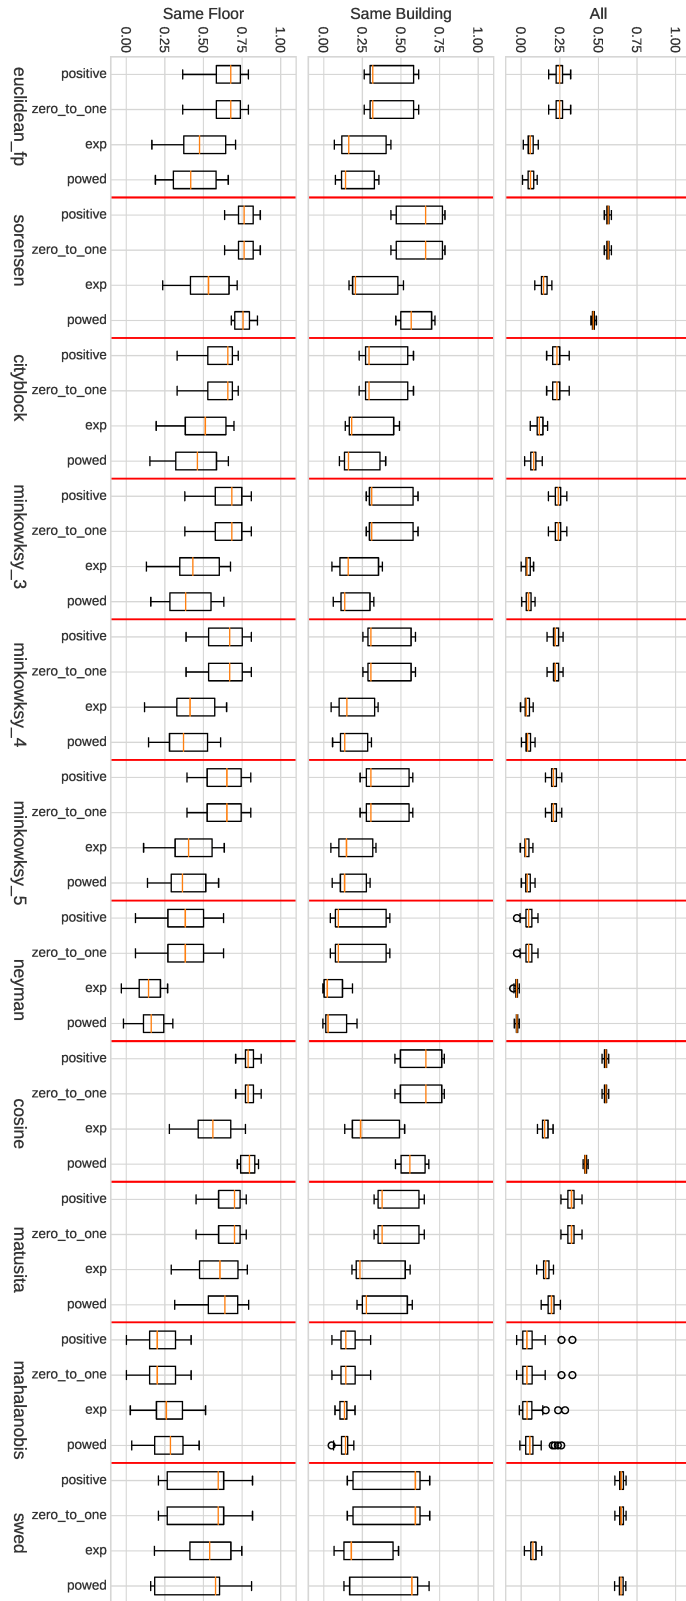 Same Floor
Same Building
All
0.00 0.25 0.50 0.75 1.00
0.00 0.25 0.50 0.75 1.00
0.00 0.25 0.50 0.75 1.00
euclidean_fp
positive
zero_to_one
exp
powed
sorensen
positive
zero_to_one
exp
powed
cityblock
positive
zero_to_one
exp
powed
minkowksy_3
positive
zero_to_one
exp
powed
minkowksy_4
positive
zero_to_one
exp
powed
minkowksy_5
positive
zero_to_one
exp
powed
neyman
positive
zero_to_one
exp
powed
cosine
positive
zero_to_one
exp
powed
matusita
positive
zero_to_one
exp
powed
mahalanobis
positive
zero_to_one
exp
powed
swed
positive
zero_to_one
exp
powed